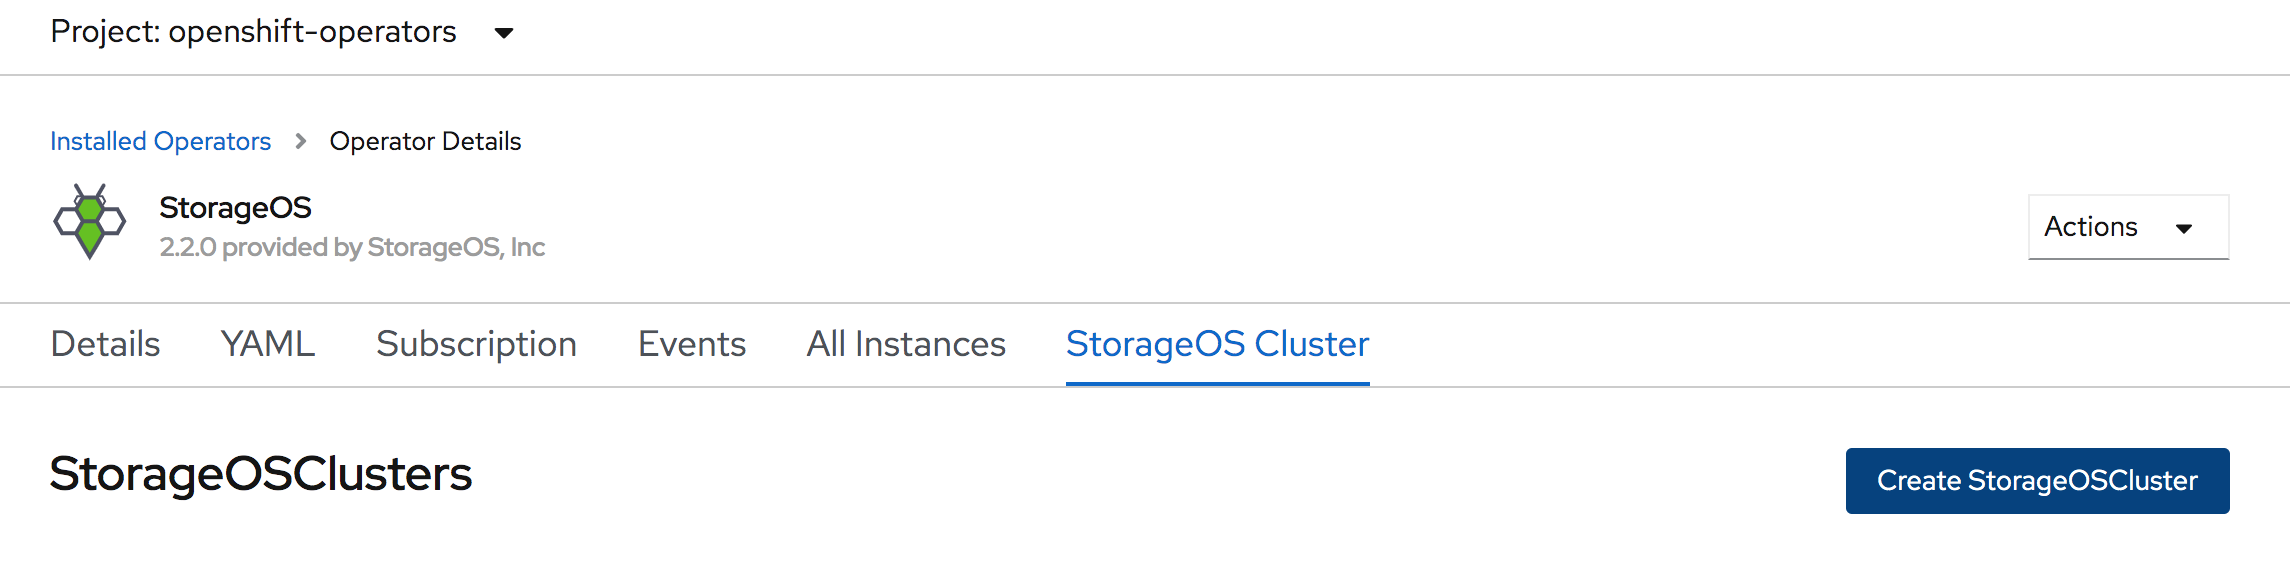 Project: openshift-operators
Installed Operators > Operator Details
StorageOS
2.2.0 provided by StorageOS, Inc
Actions
Details YAML Subscription Events All Instances StorageOS Cluster
StorageOSClusters
Create StorageOSCluster